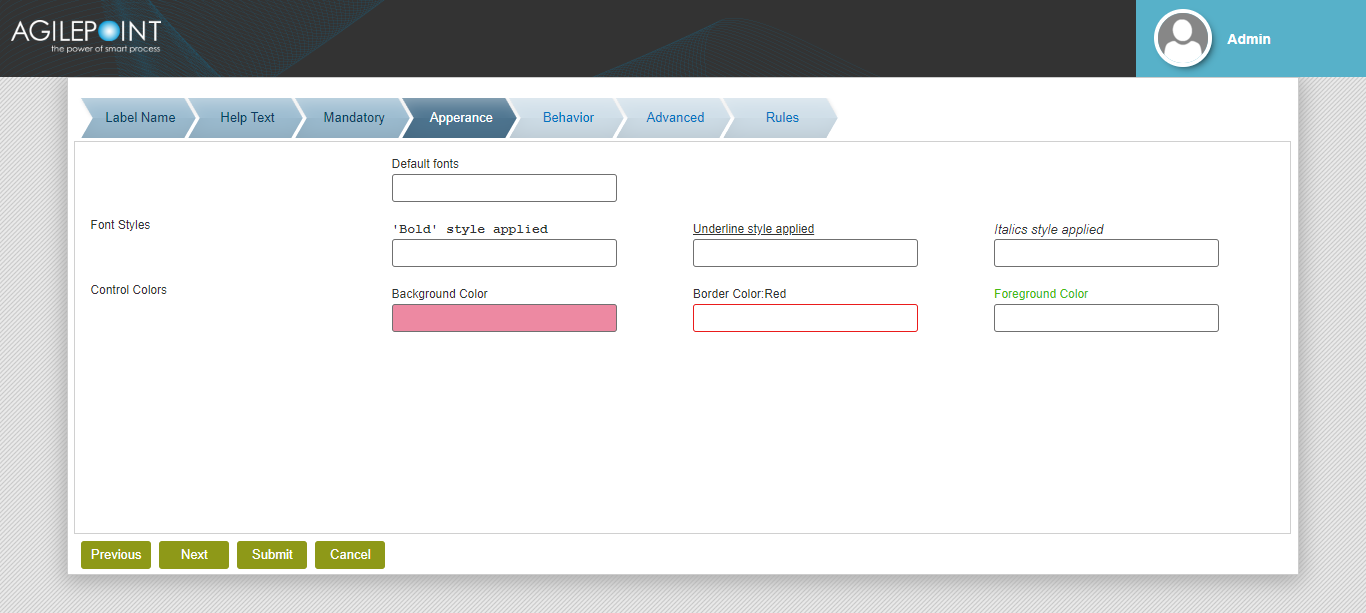 AGILEPOINT
the power of smart process
Admin
Label Name Help Text Mandatory Apperance Behavior Advanced Rules
Default fonts
Font Styles
'Bold' style applied Underline style applied Italics style applied
Control Colors
Background Color Border Color:Red Foreground Color
Previous Next Submit Cancel